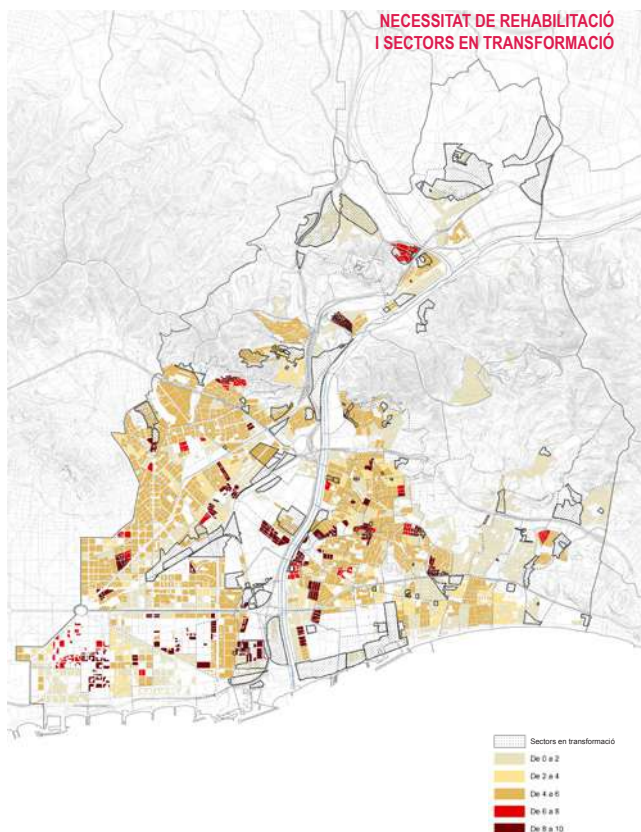 NECESSITAT DE REHABILITACIÓ
I SECTORS EN TRANSFORMACIÓ
Sectors en transformació
De 0 a 2
De 2 a 4
De 4 a 6
De 6 a 8
De 8 a 10